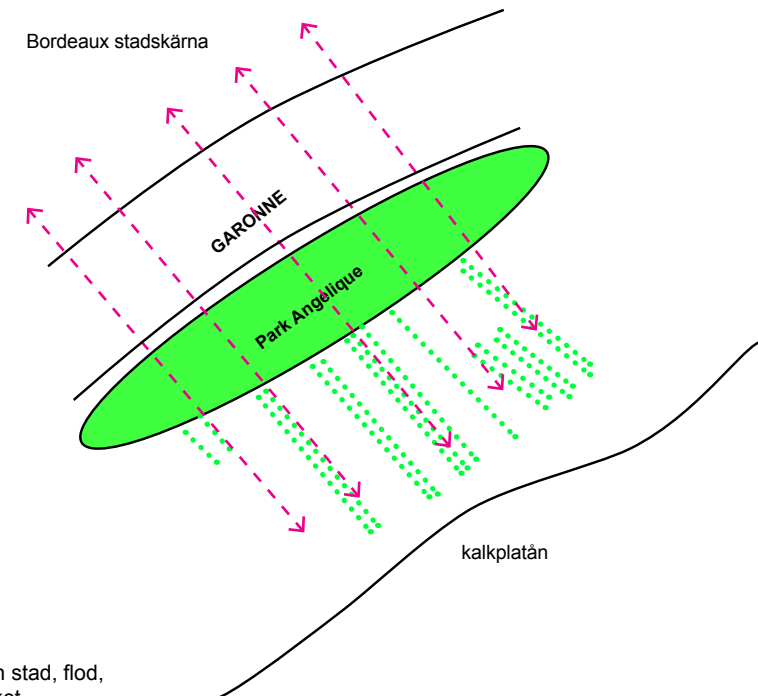 Bordeaux stadskärna
GARONNE
Park Angelique
kalkplatån
stad, flod,